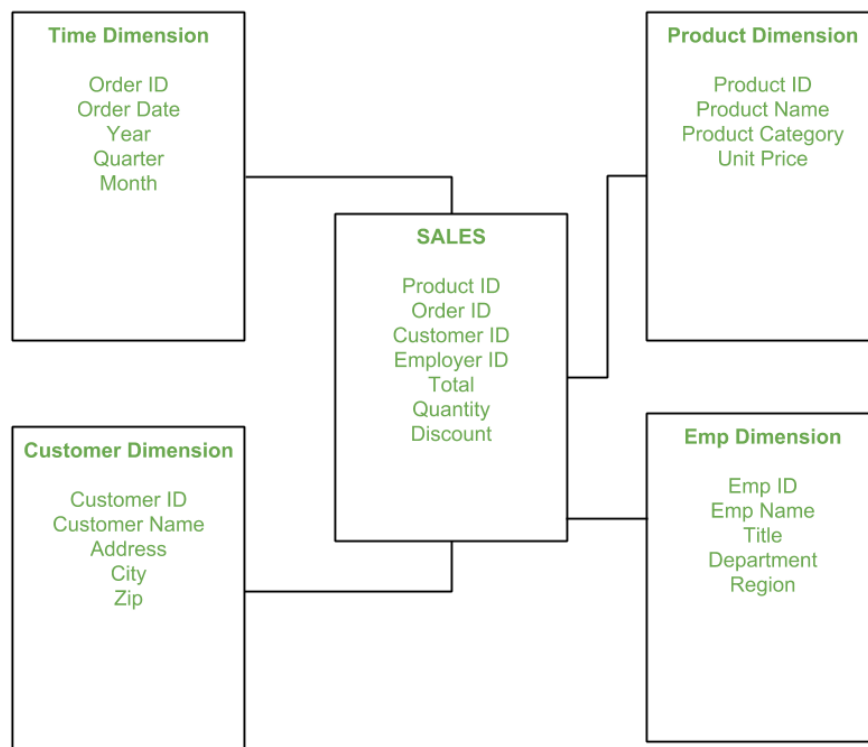 Time Dimension
Order ID
Order Date
Year
Quarter
Month
Product Dimension
Product ID
Product Name
Product Category
Unit Price
SALES
Product ID
Order ID
Customer ID
Employer ID
Total
Quantity
Discount
Customer Dimension
Customer ID
Customer Name
Address
City
Zip
Emp Dimension
Emp ID
Emp Name
Title
Department
Region